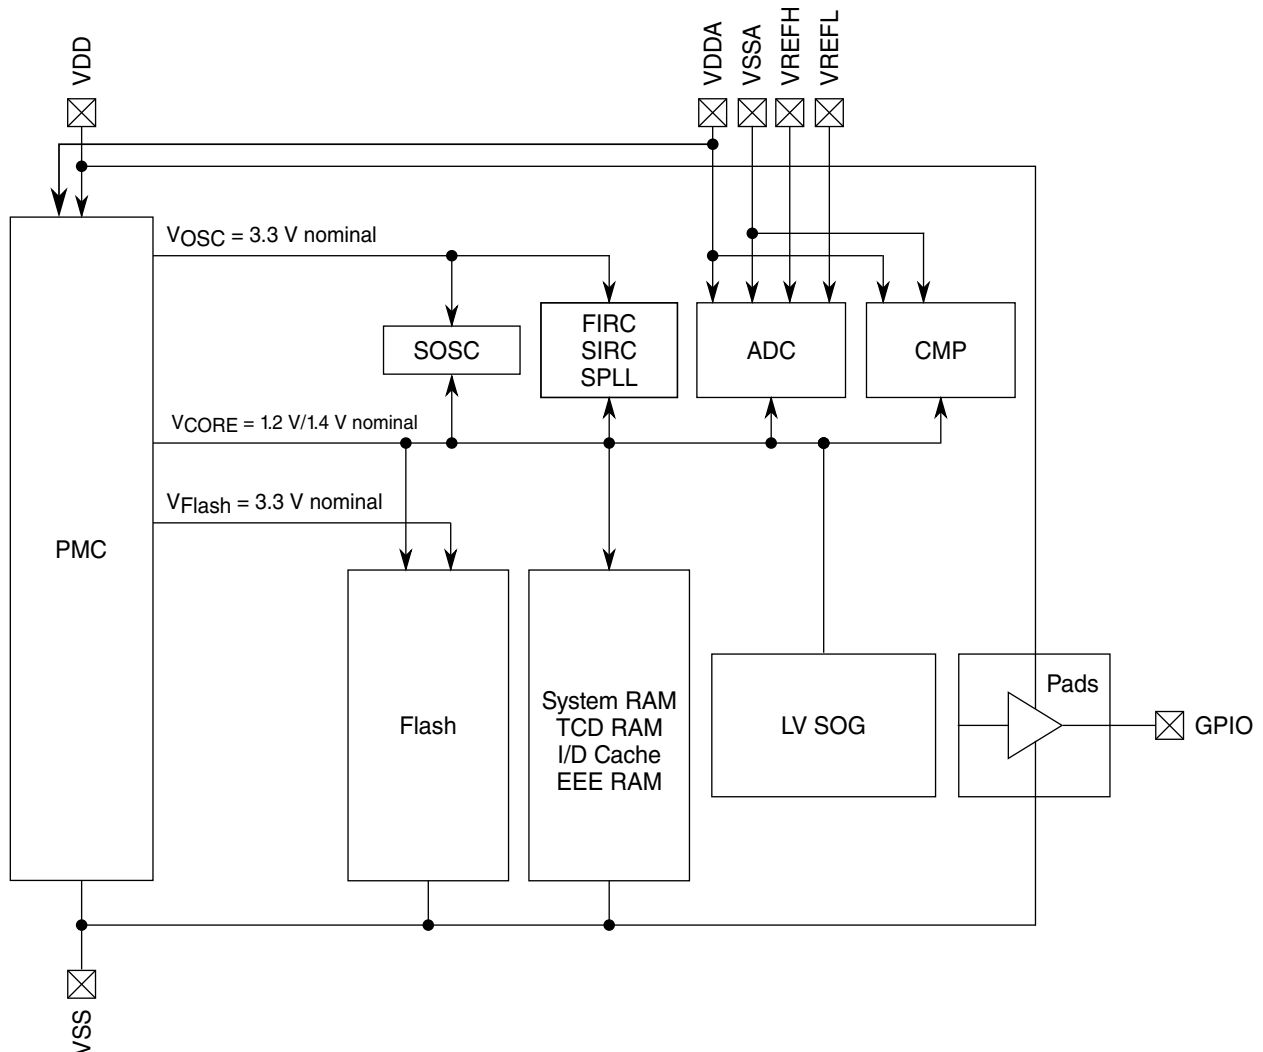 VDD
VDDA
VSSA
VREFH
VREFL
VOSC = 3.3 V nominal
FIRC
SIRC
SPLL
SOSC
ADC
CMP
VCORE = 1.2 V/1.4 V nominal
VFlash = 3.3 V nominal
PMC
Flash
System RAM
TCD RAM
I/D Cache
EEE RAM
LV SOG
Pads
GPIO
VSS